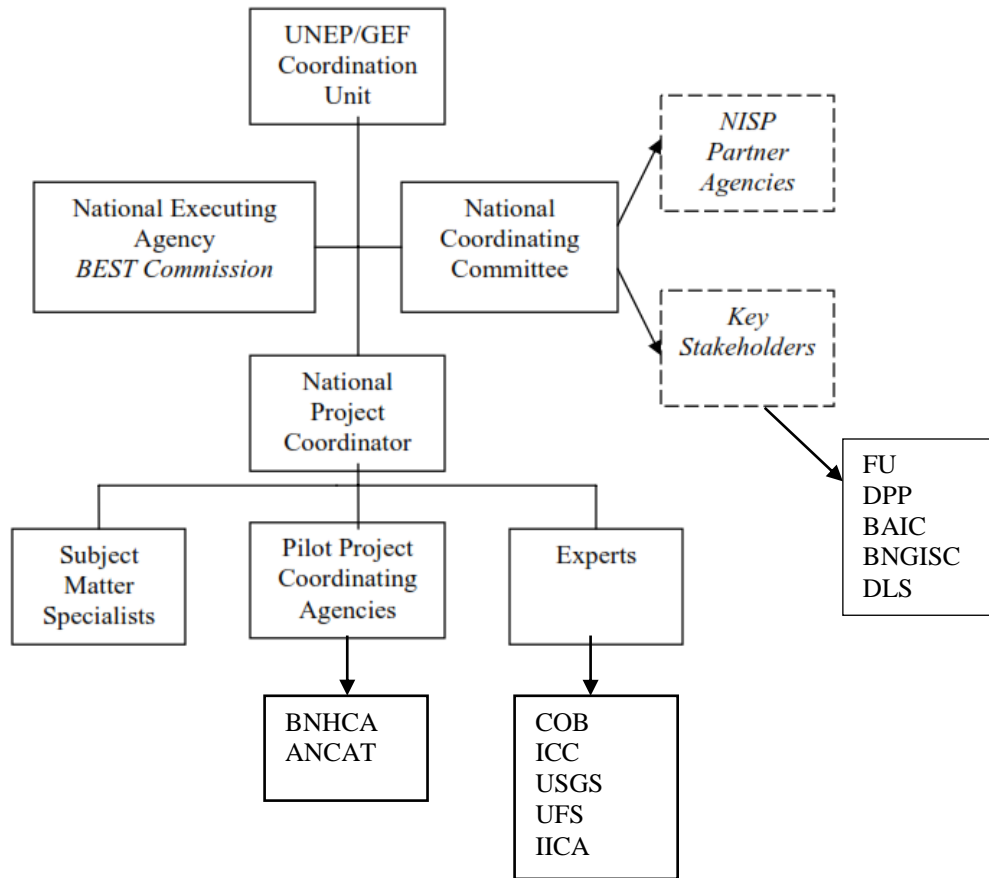 UNEP/GEF
Coordination
Unit
NISP
Partner
Agencies
National Executing
Agency
BEST Commission
National
Coordinating
Committee
Key
Stakeholders
National
Project
Coordinator
FU
DPP
BAIC
BNGISC
DLS
Subject
Matter
Specialists
Pilot Project
Coordinating
Agencies
Experts
BNHCA
ANCAT
COB
ICC
USGS
UFS
IICA